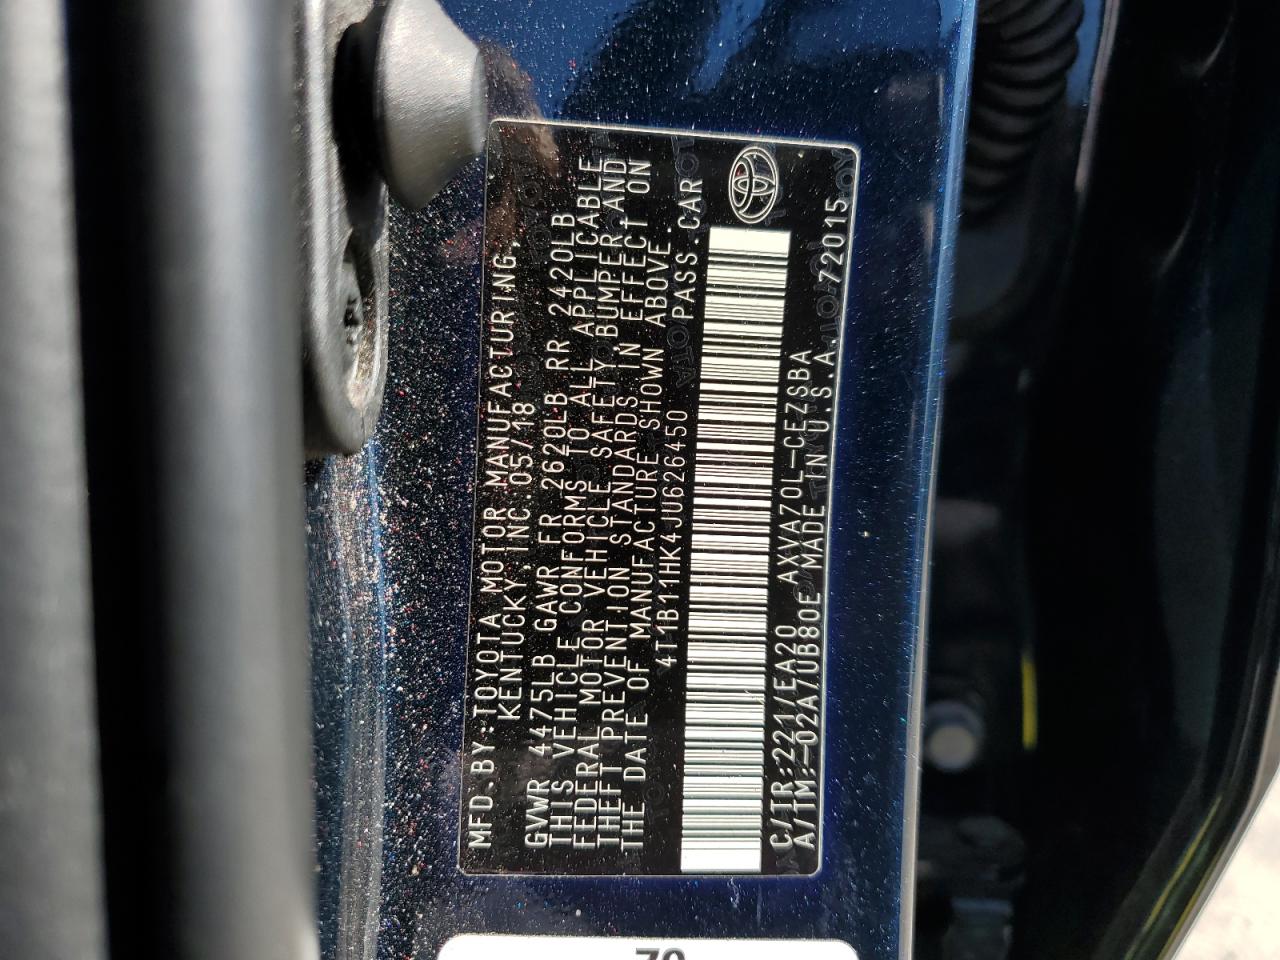 MFD.BY:TOYOTA MOTOR MANUFACTURING,
KENTUCKY,INC.05/18
GVWR 4475LB GAWR FR 2620LB RR 2420LB
THIS VEHICLE CONFORMS TO ALL APPLICABLE
FEDERAL MOTOR VEHICLE SAFETY,BUMPER,AND
THEFT PREVENTION STANDARDS IN EFFECT ON
THE DATE OF MANUFACTURE SHOWN ABOVE.
4T1B11HK4JU626450 PASS.CAR
C/TR:221/EA20 AXVA70L-CEZSBA
A/TM:-02A/UB80E MADE IN U.S.A. 72015